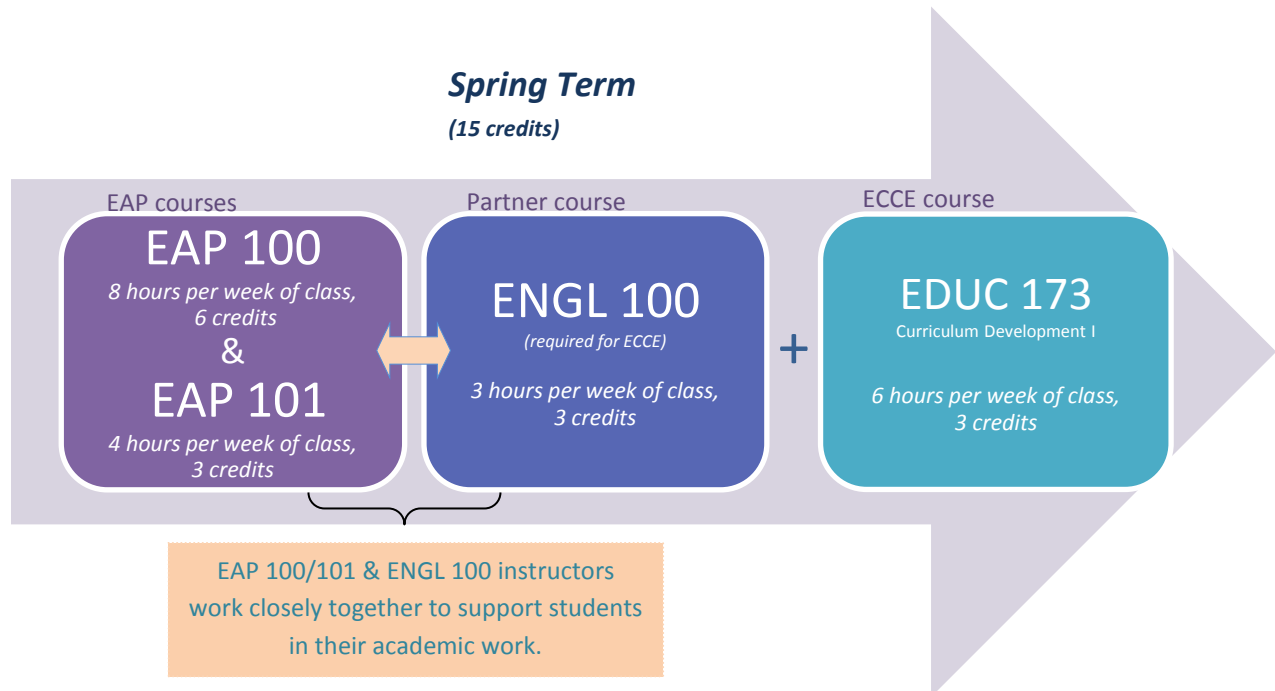 Spring Term
(15 credits)
EAP courses
EAP 100
8 hours per week of class,
6 credits
&
EAP 101
4 hours per week of class,
3 credits
Partner course
ENGL 100
(required for ECCE)
3 hours per week of class,
3 credits
+
ECCE course
EDUC 173
Curriculum Development I
6 hours per week of class,
3 credits
EAP 100/101 & ENGL 100 instructors
work closely together to support students
in their academic work.